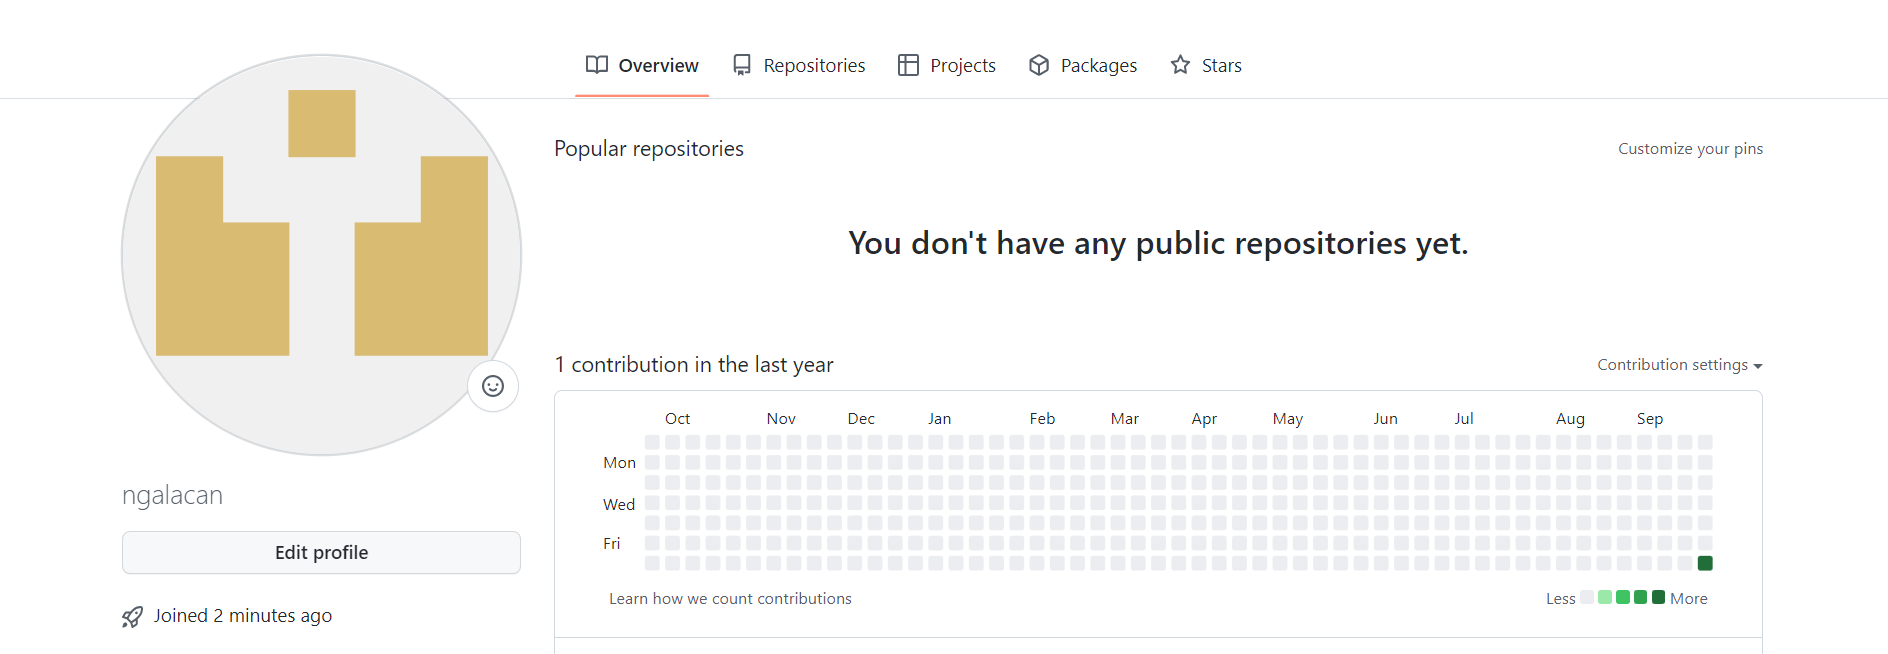 Overview Repositories Projects Packages Stars
Popular repositories Customize your pins
You don't have any public repositories yet.
1 contribution in the last year Contribution settings
Oct Nov Dec Jan Feb Mar Apr May Jun Jul Aug Sep
Mon
Wed
Fri
Learn how we count contributions Less More
ngalacan
Edit profile
Joined 2 minutes ago